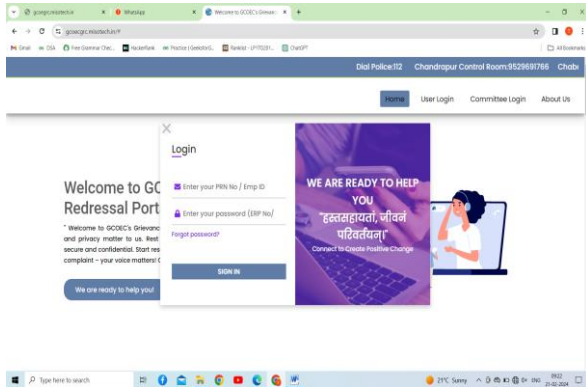 gcoecgrc.mioztech.in
WhatsApp
Welcome to GCOEC's Grievanc
gcoecgrc.mioztech.in/#
Gmail
DSA
Free Grammar Chec...
HackerRank
Practice | GeeksforG...
ChatGPT
All Bookmarks
Dial Police:112 Chandrapur Control Room:9529691766 Chabı
Home User Login Committee Login About Us
Login
Enter your PRN No / Emp ID
Enter your password (ERP No/
Forgot password?
SIGN IN
WE ARE READY TO HELP
YOU
"हस्तसहायतां, जीवनं
परिवर्तयन्।"
Connect to Create Positive Change
Welcome to GC
Redressal Port
" Welcome to GCOEC's Grievanc
and privacy matter to us. Rest
secure and confidential. Start res
complaint – your voice matters! C
We are ready to help you!
Type here to search
21°C Sunny
ENG
0922
21-02-2024